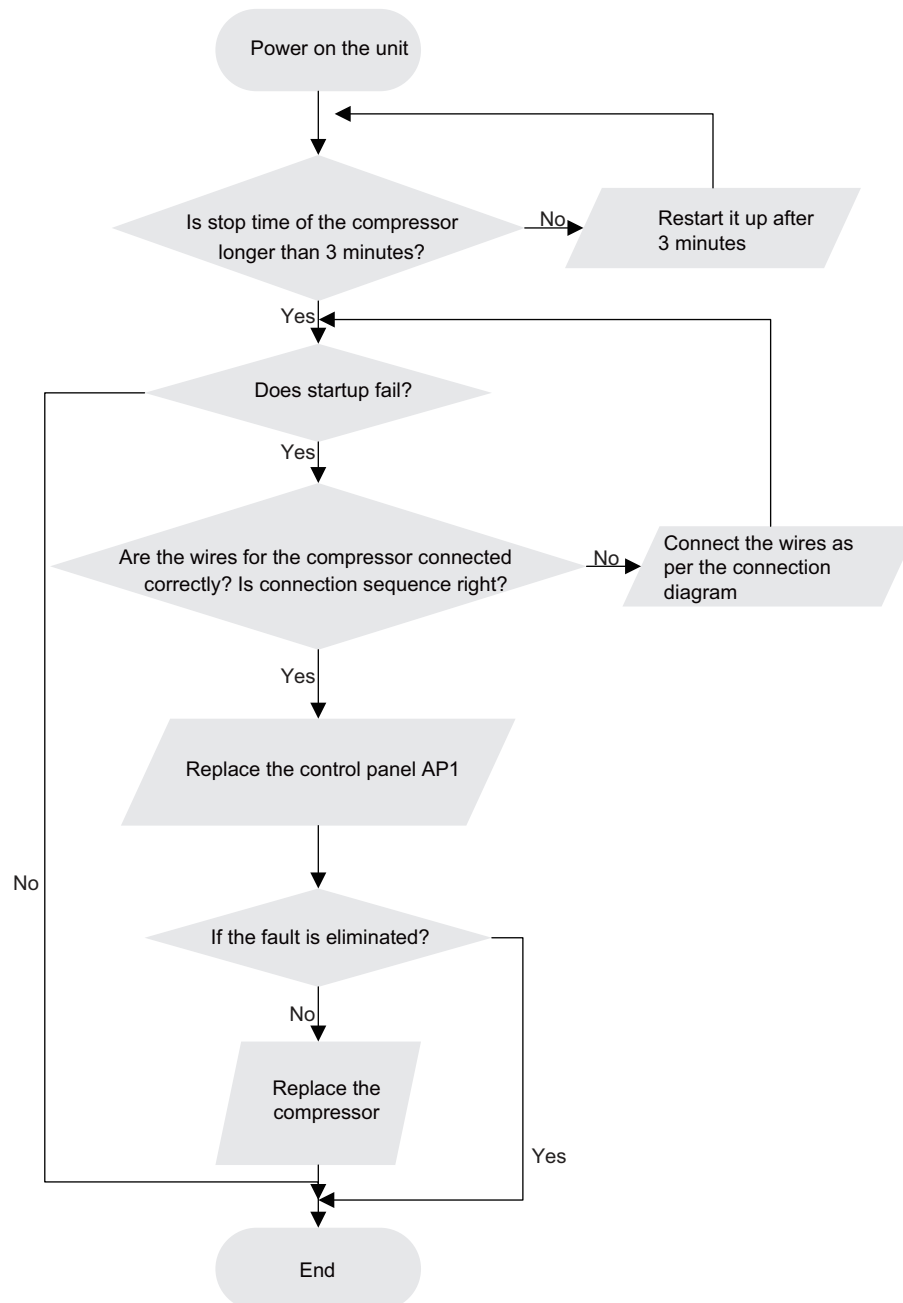 Power on the unit
Is stop time of the compressor
longer than 3 minutes?
No
Restart it up after
3 minutes
Yes
Does startup fail?
Yes
Are the wires for the compressor connected
correctly? Is connection sequence right?
No
Connect the wires as
per the connection
diagram
Yes
Replace the control panel AP1
No
If the fault is eliminated?
No
Replace the
compressor
Yes
End